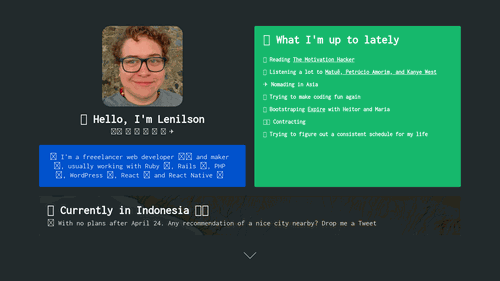 Hello, I'm Lenilson
I'm a freeelancer web developer and maker
, usually working with Ruby , Rails , PHP
, WordPress , React and React Native
What I'm up to lately
Reading The Motivation Hacker
Listening a lot to Matuê, Petrócio Amorim, and Kanye West
✈ Nomading in Asia
Trying to make coding fun again
Bootstraping Expire with Heitor and Maria
Contracting
Trying to figure out a consistent schedule for my life
Currently in Indonesia
With no plans after April 24. Any recommendation of a nice city nearby? Drop me a Tweet